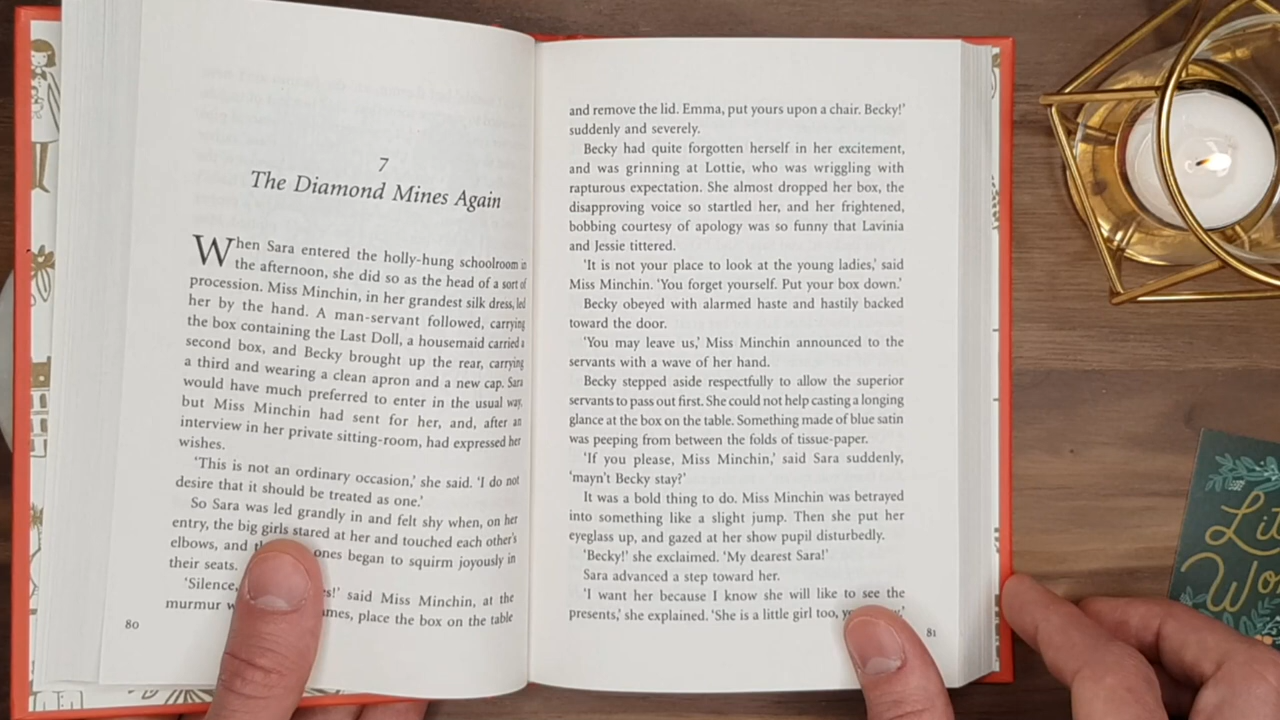 7
The Diamond Mines Again
When Sara entered the holly-hung schoolroom in
the afternoon, she did so as the head of a sort of
procession. Miss Minchin, in her grandest silk dress, led
her by the hand. A man-servant followed, carrying
the box containing the Last Doll, a housemaid carried a
second box, and Becky brought up the rear, carrying
a third and wearing a clean apron and a new cap. Sara
would have much preferred to enter in the usual way,
but Miss Minchin had sent for her, and, after an
interview in her private sitting-room, had expressed her
wishes.
‘This is not an ordinary occasion,’ she said. ‘I do not
desire that it should be treated as one.’
So Sara was led grandly in and felt shy when, on her
entry, the big girls stared at her and touched each other’s
elbows, and ones began to squirm joyously in
their seats.
‘Silence, said Miss Minchin, at the
murmur place the box on the table
80
and remove the lid. Emma, put yours upon a chair. Becky!’
suddenly and severely.
Becky had quite forgotten herself in her excitement,
and was grinning at Lottie, who was wriggling with
rapturous expectation. She almost dropped her box, the
disapproving voice so startled her, and her frightened,
bobbing courtesy of apology was so funny that Lavinia
and Jessie tittered.
‘It is not your place to look at the young ladies,’ said
Miss Minchin. ‘You forget yourself. Put your box down.’
Becky obeyed with alarmed haste and hastily backed
toward the door.
‘You may leave us,’ Miss Minchin announced to the
servants with a wave of her hand.
Becky stepped aside respectfully to allow the superior
servants to pass out first. She could not help casting a longing
glance at the box on the table. Something made of blue satin
was peeping from between the folds of tissue-paper.
‘If you please, Miss Minchin,’ said Sara suddenly,
‘mayn’t Becky stay?’
It was a bold thing to do. Miss Minchin was betrayed
into something like a slight jump. Then she put her
eyeglass up, and gazed at her show pupil disturbedly.
‘Becky!’ she exclaimed. ‘My dearest Sara!’
Sara advanced a step toward her.
‘I want her because I know she will like to see the
presents,’ she explained. ‘She is a little girl too,
81